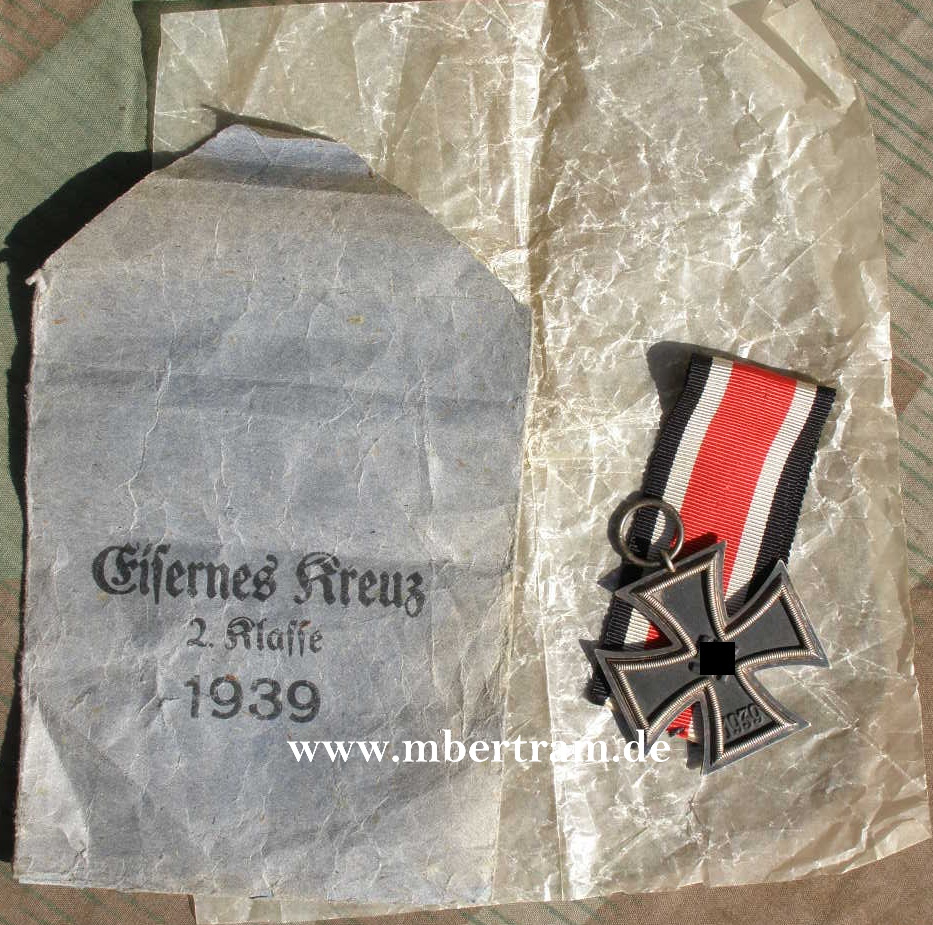 Eisernes Kreuz
2. Klasse
1939
1939
www.mbertram.de